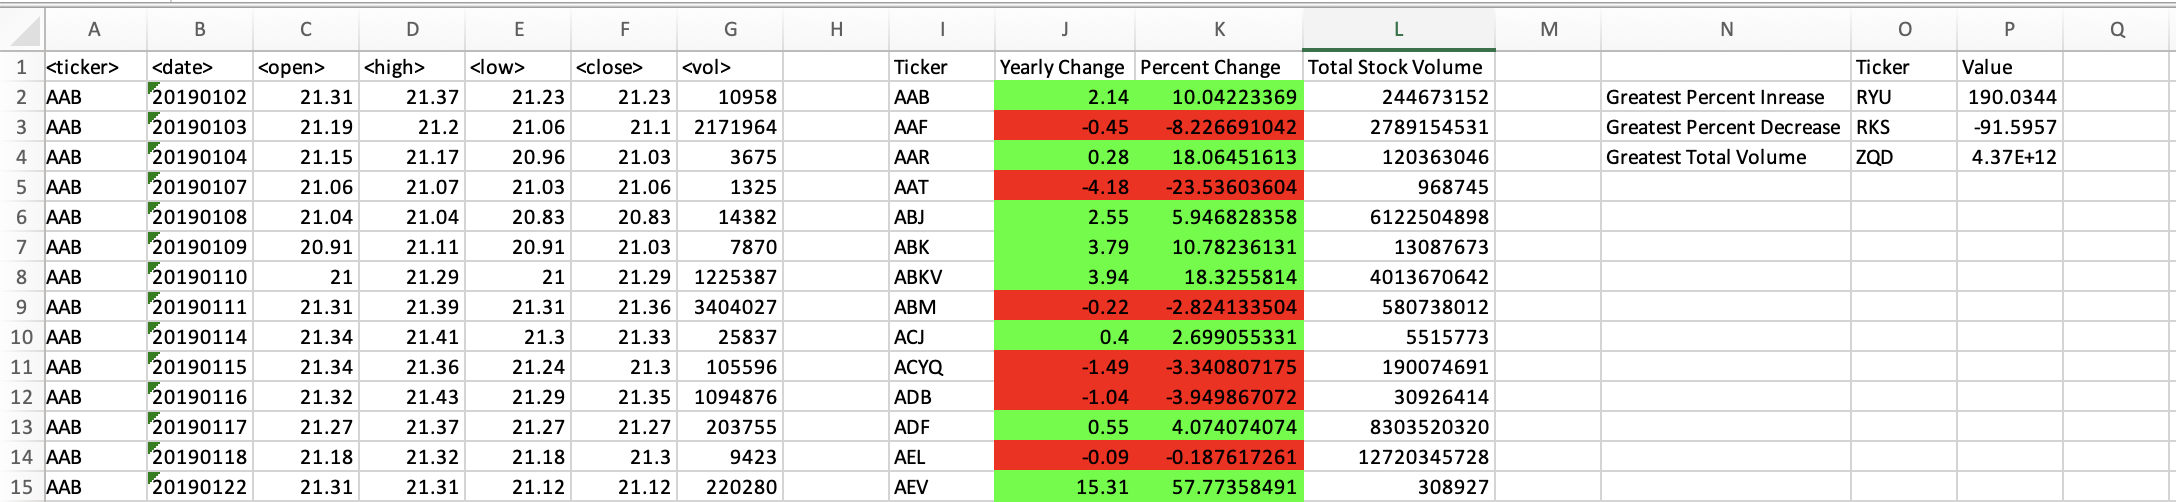 A B C D E F G H I J K L M N O P Q
1 <ticker> <date> <open> <high> <low> <close> <vol> Ticker Yearly Change Percent Change Total Stock Volume Ticker Value
2 AAB 20190102 21.31 21.37 21.23 21.23 10958 AAB 2.14 10.04223369 244673152 Greatest Percent Inrease RYU 190.0344
3 AAB 20190103 21.19 21.2 21.06 21.1 2171964 AAF -0.45 -8.226691042 2789154531 Greatest Percent Decrease RKS -91.5957
4 AAB 20190104 21.15 21.17 20.96 21.03 3675 AAR 0.28 18.06451613 120363046 Greatest Total Volume ZQD 4.37E+12
5 AAB 20190107 21.06 21.07 21.03 21.06 1325 AAT -4.18 -23.53603604 968745
6 AAB 20190108 21.04 21.04 20.83 20.83 14382 ABJ 2.55 5.946828358 6122504898
7 AAB 20190109 20.91 21.11 20.91 21.03 7870 ABK 3.79 10.78236131 13087673
8 AAB 20190110 21 21.29 21 21.29 1225387 ABKV 3.94 18.3255814 4013670642
9 AAB 20190111 21.31 21.39 21.31 21.36 3404027 ABM -0.22 -2.824133504 580738012
10 AAB 20190114 21.34 21.41 21.3 21.33 25837 ACJ 0.4 2.699055331 5515773
11 AAB 20190115 21.34 21.36 21.24 21.3 105596 ACYQ -1.49 -3.340807175 190074691
12 AAB 20190116 21.32 21.43 21.29 21.35 1094876 ADB -1.04 -3.949867072 30926414
13 AAB 20190117 21.27 21.37 21.27 21.27 203755 ADF 0.55 4.074074074 8303520320
14 AAB 20190118 21.18 21.32 21.18 21.3 9423 AEL -0.09 -0.187617261 12720345728
15 AAB 20190122 21.31 21.31 21.12 21.12 220280 AEV 15.31 57.77358491 308927